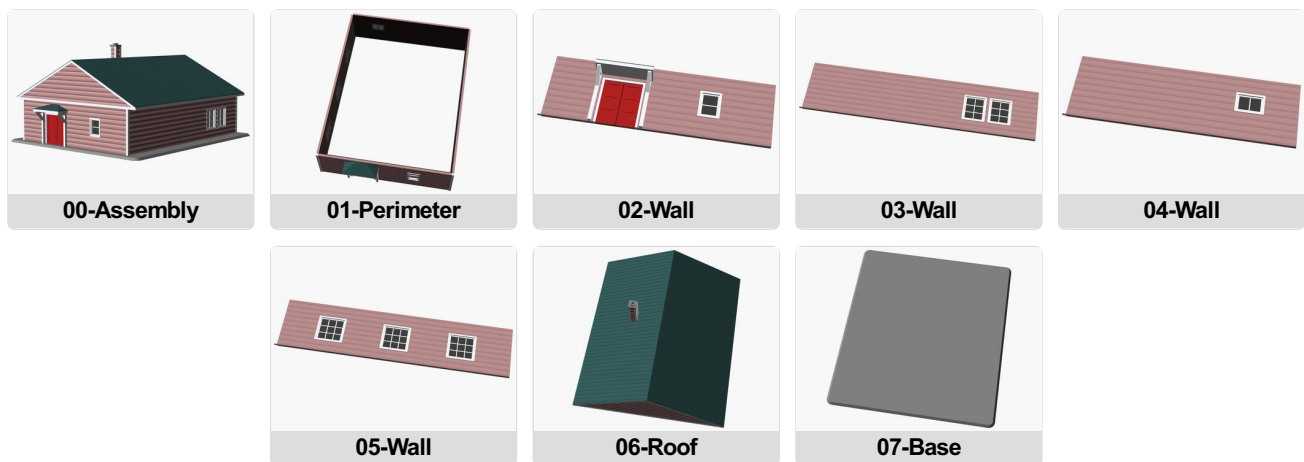 00-Assembly
01-Perimeter
02-Wall
03-Wall
04-Wall
05-Wall
06-Roof
07-Base